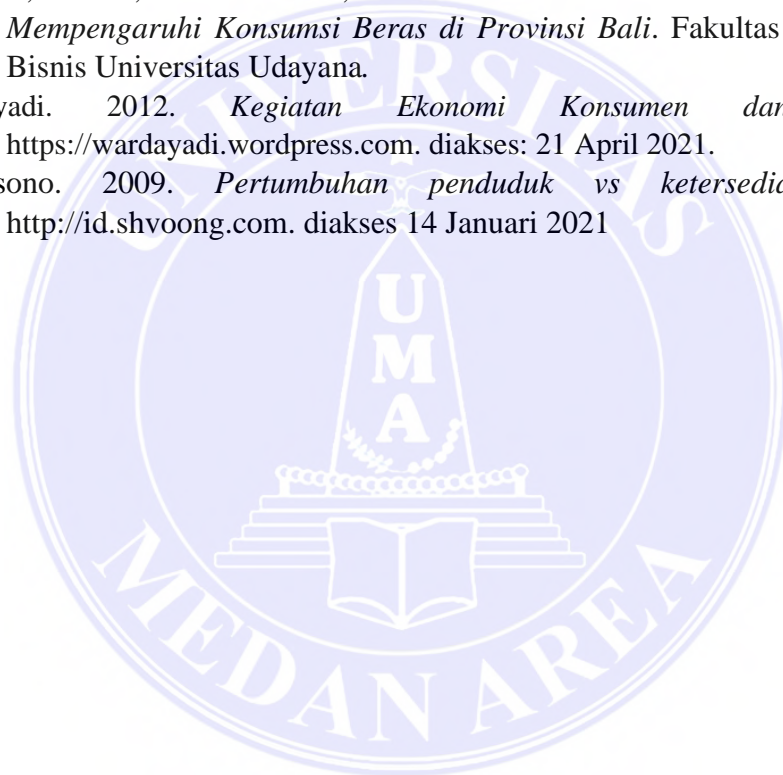 Mempengaruhi Konsumsi Beras di Provinsi Bali. Fakultas
Bisnis Universitas Udayana.
yadi. 2012. Kegiatan Ekonomi Konsumen dan
https://wardayadi.wordpress.com. diakses: 21 April 2021.
sono. 2009. Pertumbuhan penduduk vs ketersedia
http://id.shvoong.com. diakses 14 Januari 2021
UNIVERSITAS
U
M
A
MEDAN AREA